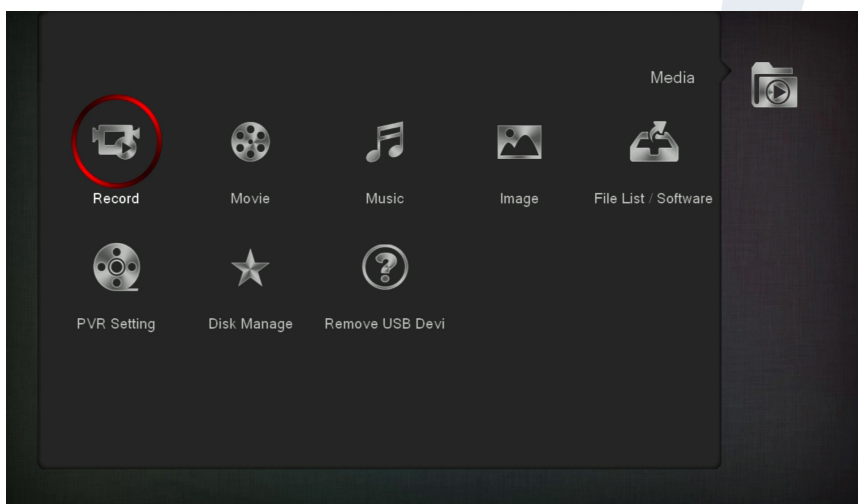 Media
Record
Movie
Music
Image
File List / Software
PVR Setting
Disk Manage
Remove USB Devi